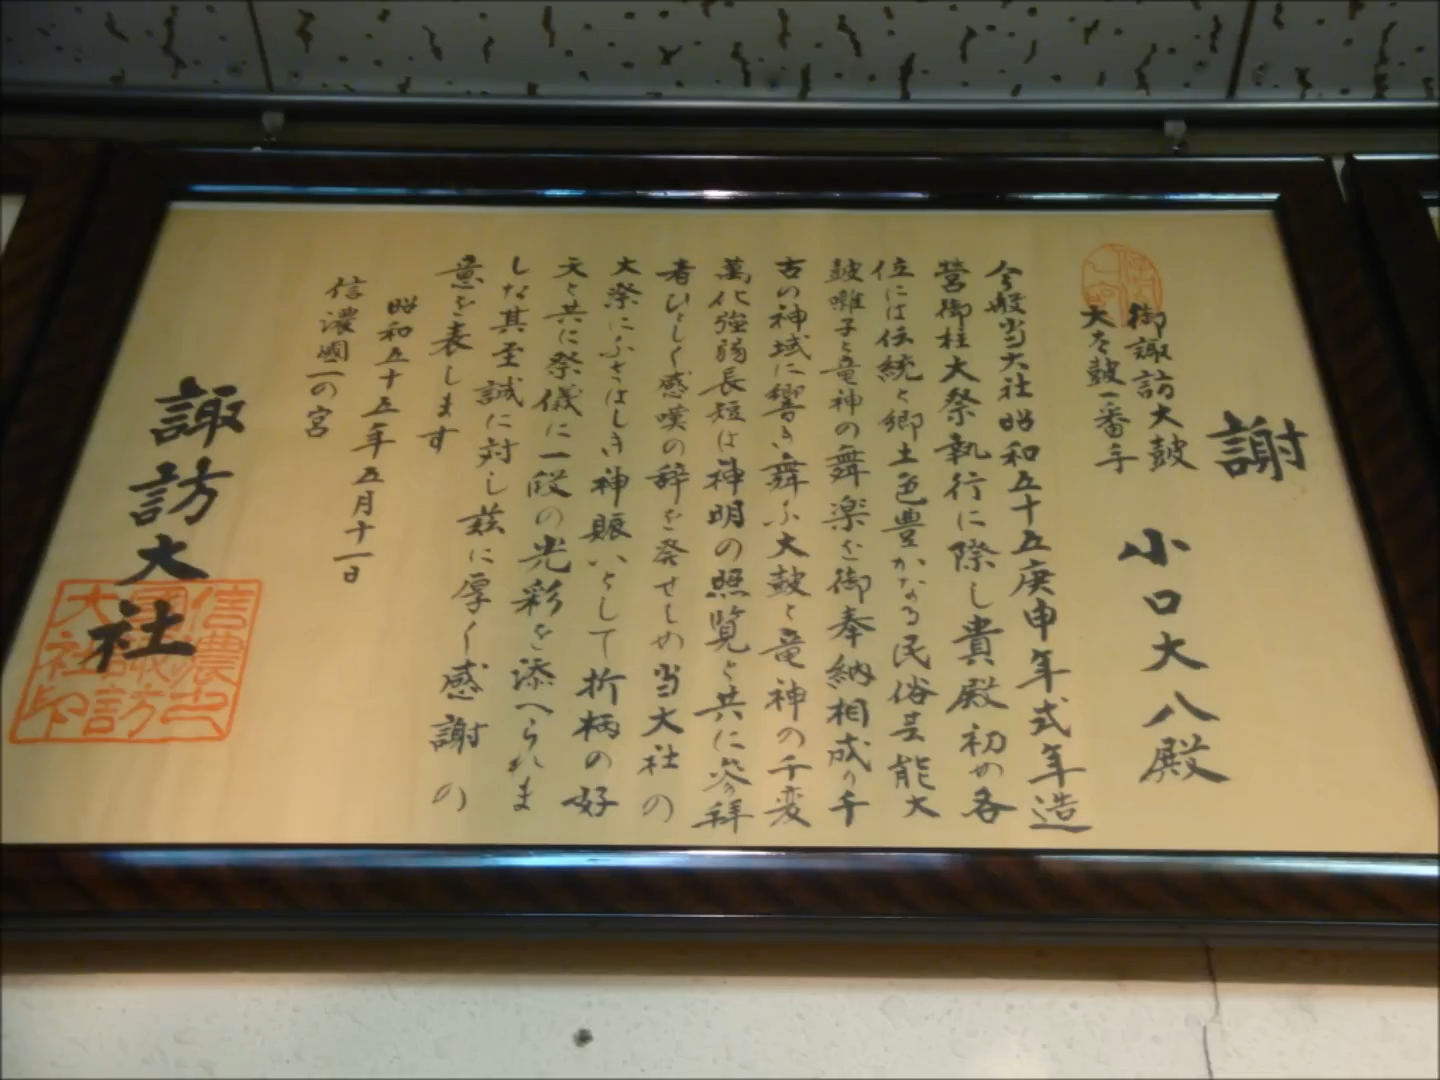 謝
御諏訪大鼓
大大鼓一番手
小口大八殿
今般当大社昭和五十五庚申年式年造
営御柱大祭執行に際し貴殿初め各
位には伝統と郷土色豊かなる民俗芸能大
鼓囃子と竜神の舞楽を御奉納相成り千
古の神域に響き舞ふ大鼓と竜神の千変
萬化強弱長短は神明の照覧と共に参拝
者ひとしく感嘆の辞を発せしめ当大社の
大祭にふさはしき神賑いとして折柄の好
天と共に祭儀に一段の光彩を添へられま
した其至誠に対し茲に厚く感謝の
意を表します
昭和五十五年五月十一日
信濃國一の宮
諏訪大社